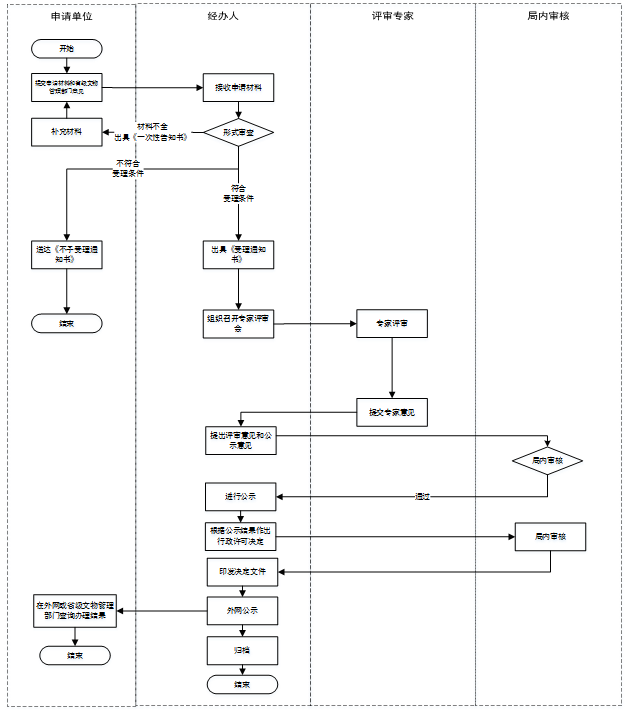 申请单位
经办人
评审专家
局内审核
开始
提交申请材料和省级文物
管理部门意见
接收申请材料
补充材料
材料不全
出具《一次性告知书》
形式审查
不符合
受理条件
符合
受理条件
送达《不予受理通
知书》
出具《受理通知
书》
结束
组织召开专家评审
会
专家评审
提交专家意见
提出评审意见和公
示意见
局内审核
进行公示
通过
根据公示结果作出
行政许可决定
局内审核
印发决定文件
在外网或省级文物管理
部门查询办理结果
外网公示
结束
归档
结束